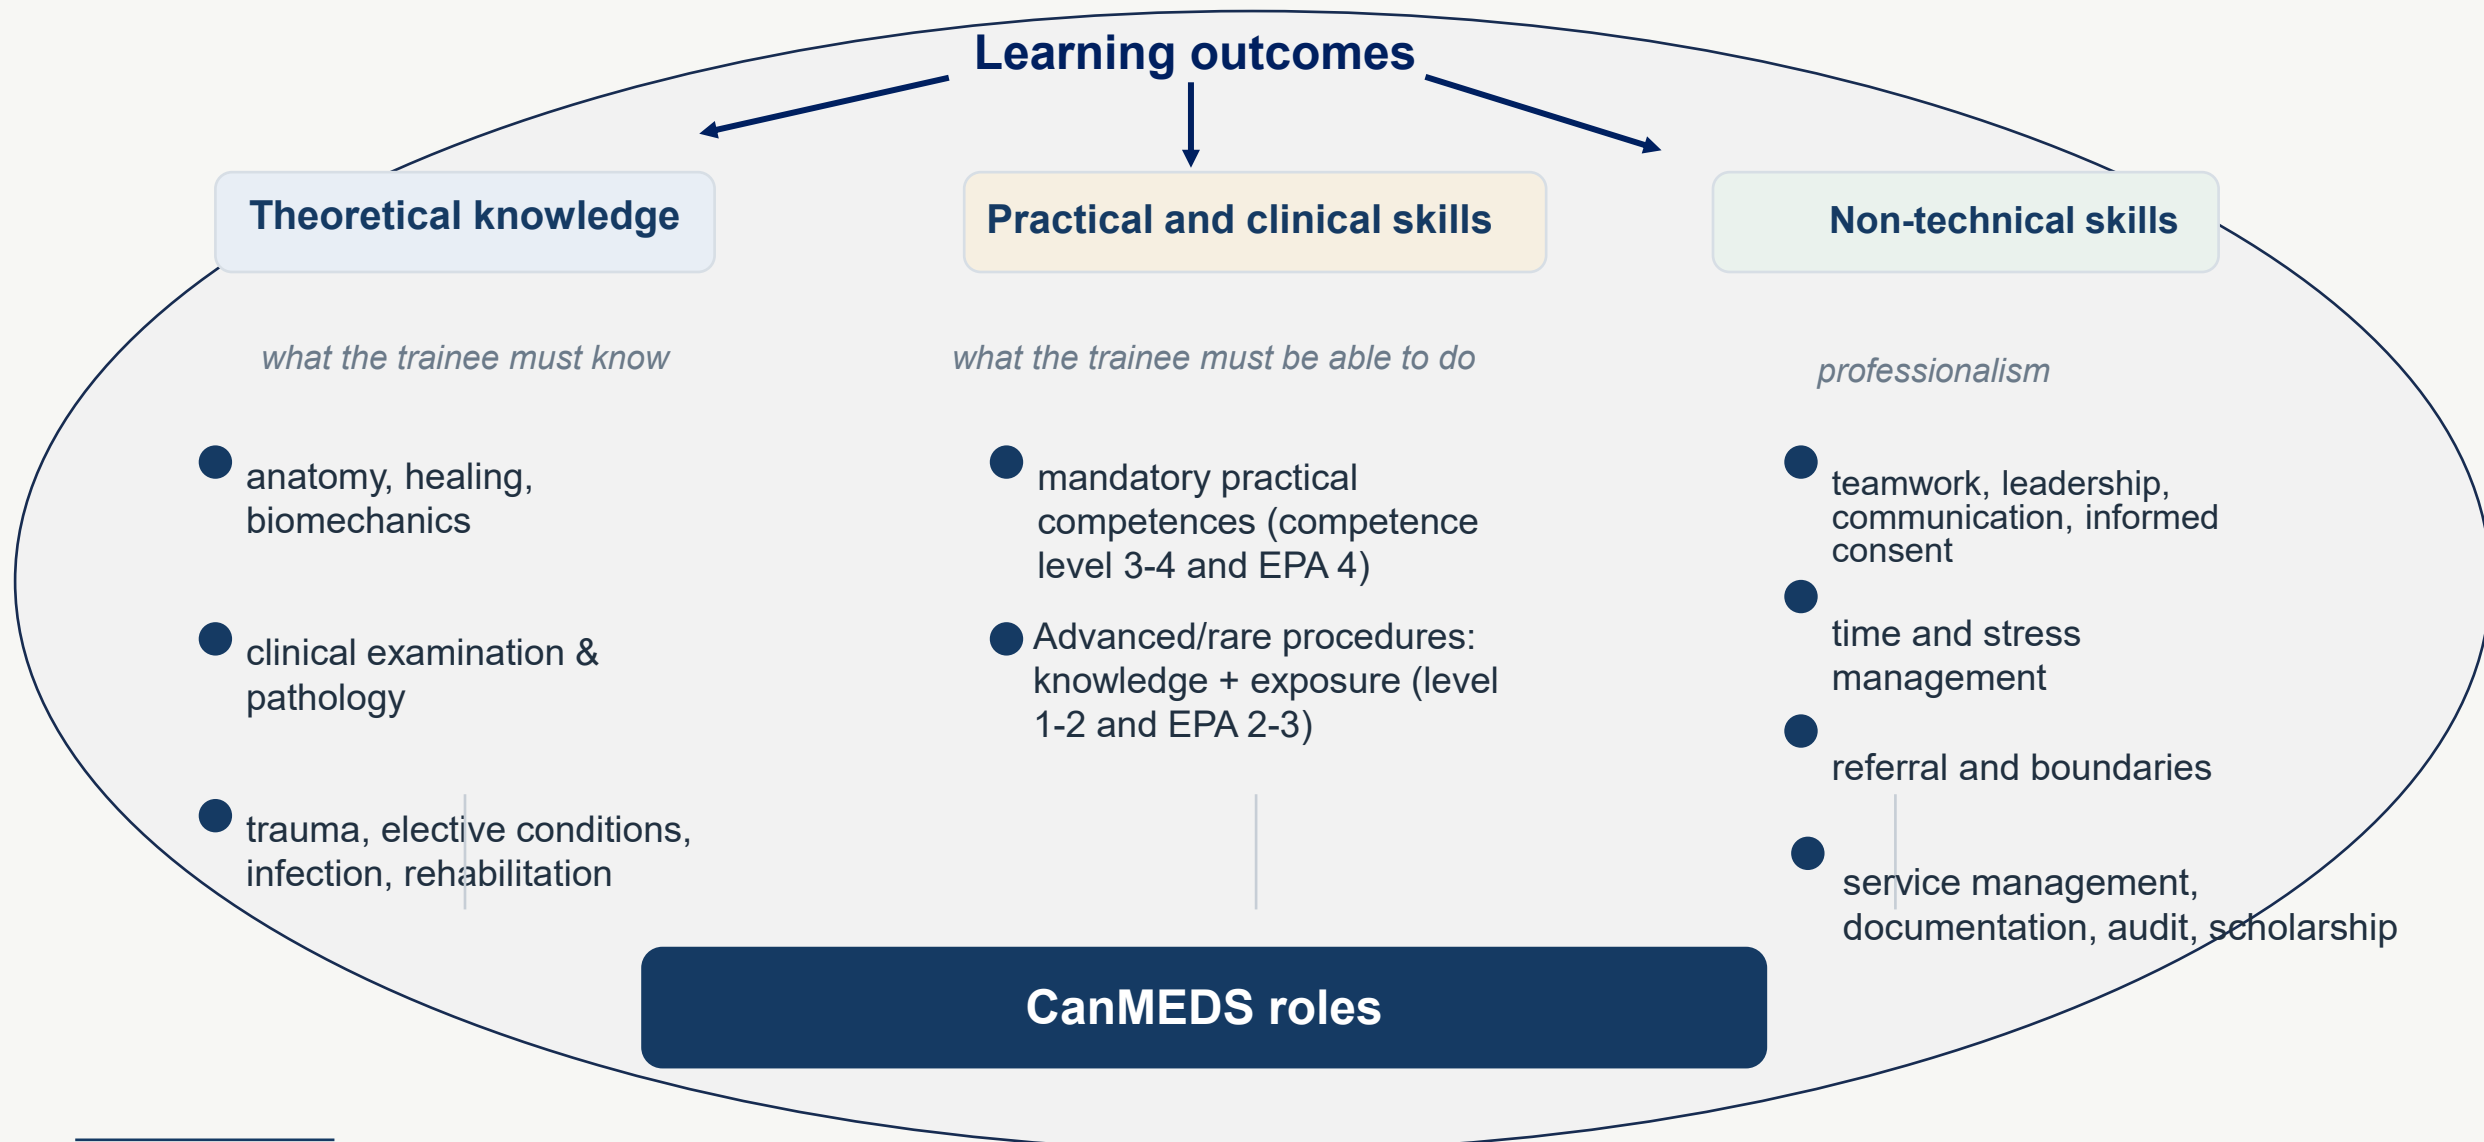 Learning outcomes
Theoretical knowledge
what the trainee must know
anatomy, healing,
biomechanics
clinical examination &
pathology
trauma, elective conditions,
infection, rehabilitation
Practical and clinical skills
what the trainee must be able to do
mandatory practical
competences (competence
level 3-4 and EPA 4)
Advanced/rare procedures:
knowledge + exposure (level
1-2 and EPA 2-3)
Non-technical skills
professionalism
teamwork, leadership,
communication, informed
consent
time and stress
management
referral and boundaries
service management,
documentation, audit, scholarship
CanMEDS roles